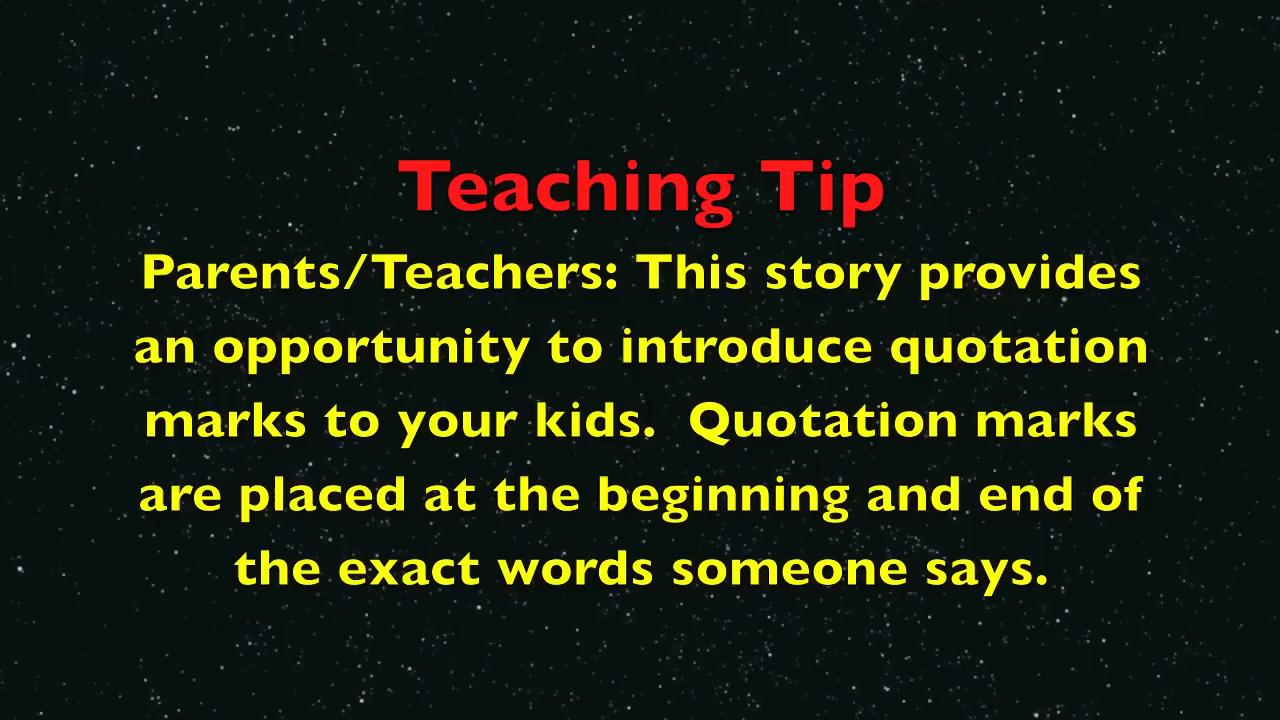 Teaching Tip
Parents/Teachers: This story provides
an opportunity to introduce quotation
marks to your kids.  Quotation marks
are placed at the beginning and end of
the exact words someone says.